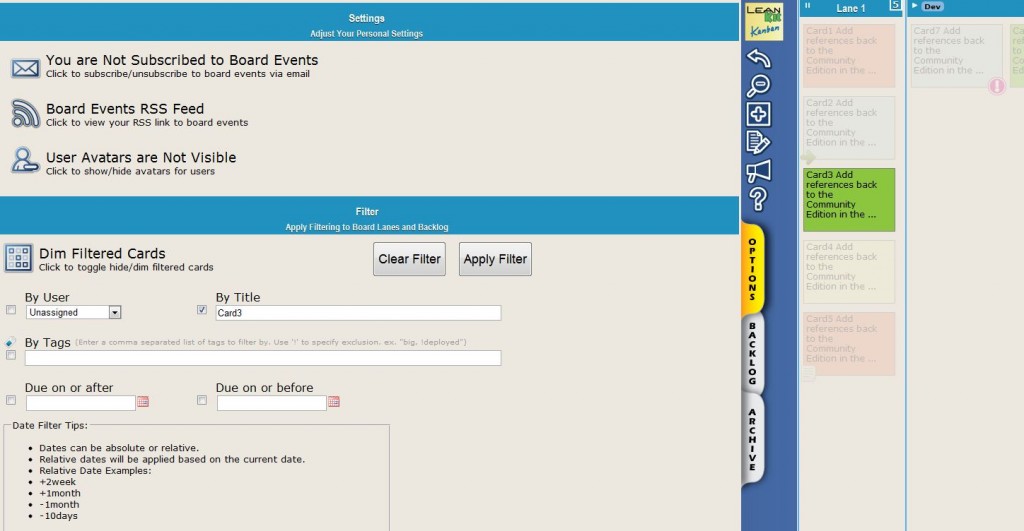 Settings
Adjust Your Personal Settings
You are Not Subscribed to Board Events
Click to subscribe/unsubscribe to board events via email
Board Events RSS Feed
Click to view your RSS link to board events
User Avatars are Not Visible
Click to show/hide avatars for users
Filter
Apply Filtering to Board Lanes and Backlog
Dim Filtered Cards
Click to toggle hide/dim filtered cards
Clear Filter
Apply Filter
By User
By Title
Unassigned
Card3
By Tags (Enter a comma separated list of tags to filter by. Use '!' to specify exclusion. ex. "big, !deployed")
Due on or after
Due on or before
Date Filter Tips:
• Dates can be absolute or relative.
• Relative dates will be applied based on the current date.
• Relative Date Examples:
• +2week
• +1month
• -1month
• -10days
LEAN
Kanban
OPTIONS
BACKLOG
ARCHIVE
Lane 1
5
Card1 Add
references back
to the
Community
Edition in the ...
Card2 Add
references back
to the
Community
Edition in the ...
Card3 Add
references back
to the
Community
Edition in the ...
Card4 Add
references back
to the
Community
Edition in the ...
Card5 Add
references back
to the
Community
Edition in the ...
Dev
Card7 Add
references back
to the
Community
Edition in the ...